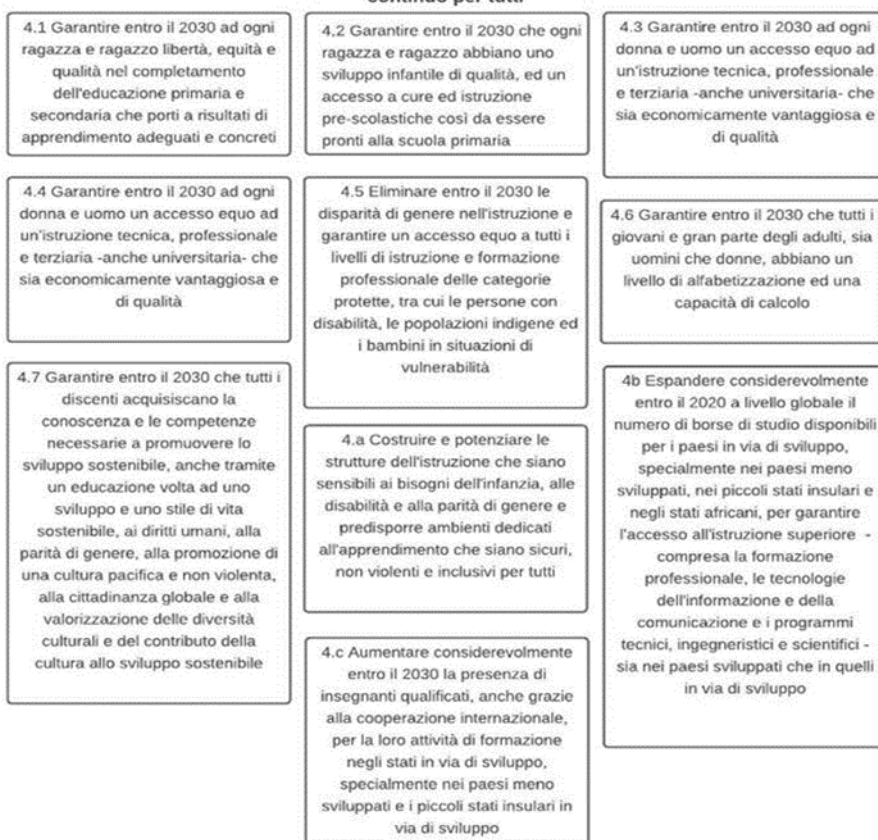 continuo per tutti
4.1 Garantire entro il 2030 ad ogni
ragazza e ragazzo libertà, equità e
qualità nel completamento
dell'educazione primaria e
secondaria che porti a risultati di
apprendimento adeguati e concreti
4.2 Garantire entro il 2030 che ogni
ragazza e ragazzo abbiano uno
sviluppo infantile di qualità, ed un
accesso a cure ed istruzione
pre-scolastiche così da essere
pronti alla scuola primaria
4.3 Garantire entro il 2030 ad ogni
donna e uomo un accesso equo ad
un'istruzione tecnica, professionale
e terziaria -anche universitaria- che
sia economicamente vantaggiosa e
di qualità
4.4 Garantire entro il 2030 ad ogni
donna e uomo un accesso equo ad
un'istruzione tecnica, professionale
e terziaria -anche universitaria- che
sia economicamente vantaggiosa e
di qualità
4.5 Eliminare entro il 2030 le
disparità di genere nell'istruzione e
garantire un accesso equo a tutti i
livelli di istruzione e formazione
professionale delle categorie
protette, tra cui le persone con
disabilità, le popolazioni indigene ed
i bambini in situazioni di
vulnerabilità
4.6 Garantire entro il 2030 che tutti i
giovani e gran parte degli adulti, sia
uomini che donne, abbiano un
livello di alfabetizzazione ed una
capacità di calcolo
4.7 Garantire entro il 2030 che tutti i
discenti acquisiscano la
conoscenza e le competenze
necessarie a promuovere lo
sviluppo sostenibile, anche tramite
un educazione volta ad uno
sviluppo e uno stile di vita
sostenibile, ai diritti umani, alla
parità di genere, alla promozione di
una cultura pacifica e non violenta,
alla cittadinanza globale e alla
valorizzazione delle diversità
culturali e del contributo della
cultura allo sviluppo sostenibile
4.a Costruire e potenziare le
strutture dell'istruzione che siano
sensibili ai bisogni dell'infanzia, alle
disabilità e alla parità di genere e
predisporre ambienti dedicati
all'apprendimento che siano sicuri,
non violenti e inclusivi per tutti
4b Espandere considerevolmente
entro il 2020 a livello globale il
numero di borse di studio disponibili
per i paesi in via di sviluppo,
specialmente nei paesi meno
sviluppati, nei piccoli stati insulari e
negli stati africani, per garantire
l'accesso all'istruzione superiore -
compresa la formazione
professionale, le tecnologie
dell'informazione e della
comunicazione e i programmi
tecnici, ingegneristici e scientifici -
sia nei paesi sviluppati che in quelli
in via di sviluppo
4.c Aumentare considerevolmente
entro il 2030 la presenza di
insegnanti qualificati, anche grazie
alla cooperazione internazionale,
per la loro attività di formazione
negli stati in via di sviluppo,
specialmente nei paesi meno
sviluppati e i piccoli stati insulari in
via di sviluppo